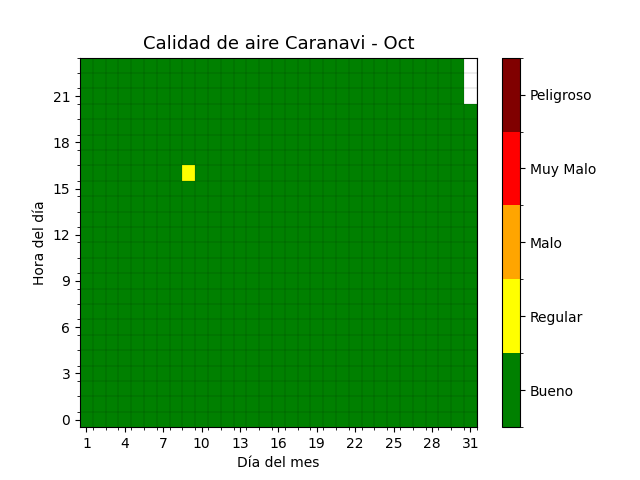 Calidad de aire Caranavi - Oct
21
18
15
12
9
6
3
0
Hora del día
1 4 7 10 13 16 19 22 25 28 31
Día del mes
Peligroso
Muy Malo
Malo
Regular
Bueno